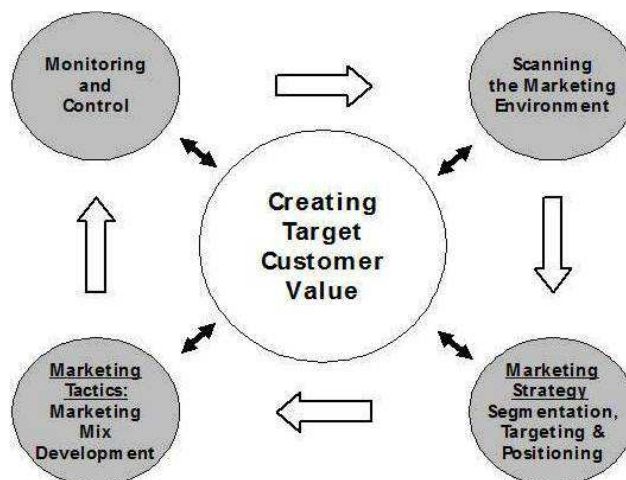 Monitoring
and
Control
Scanning
the Marketing
Environment
Creating
Target
Customer
Value
Marketing
Tactics:
Marketing
Mix
Development
Marketing
Strategy
Segmentation,
Targeting &
Positioning